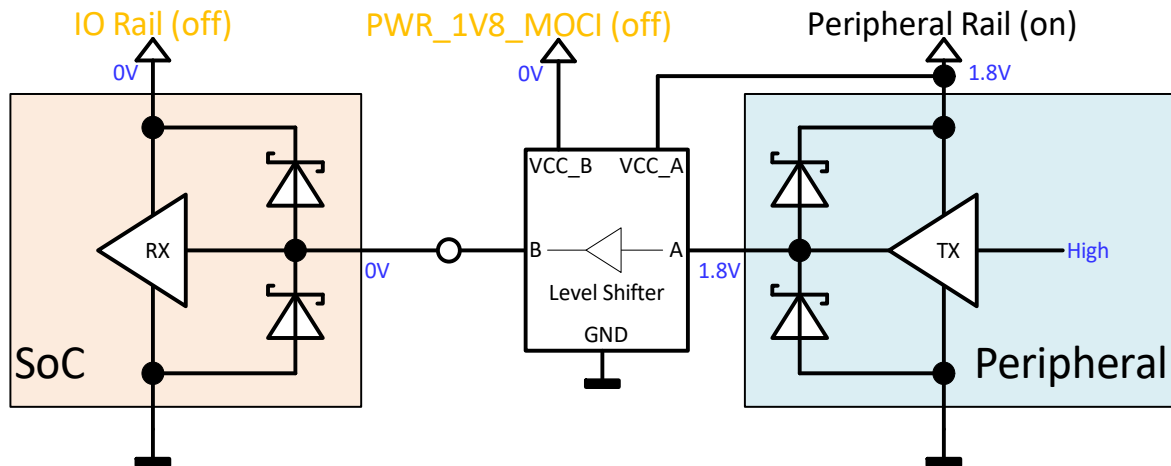 IO Rail (off)
PWR_1V8_MOCI (off)
Peripheral Rail (on)
0V
0V
1.8V
VCC_B
VCC_A
RX
B
A
TX
High
0V
1.8V
Level Shifter
GND
SoC
Peripheral